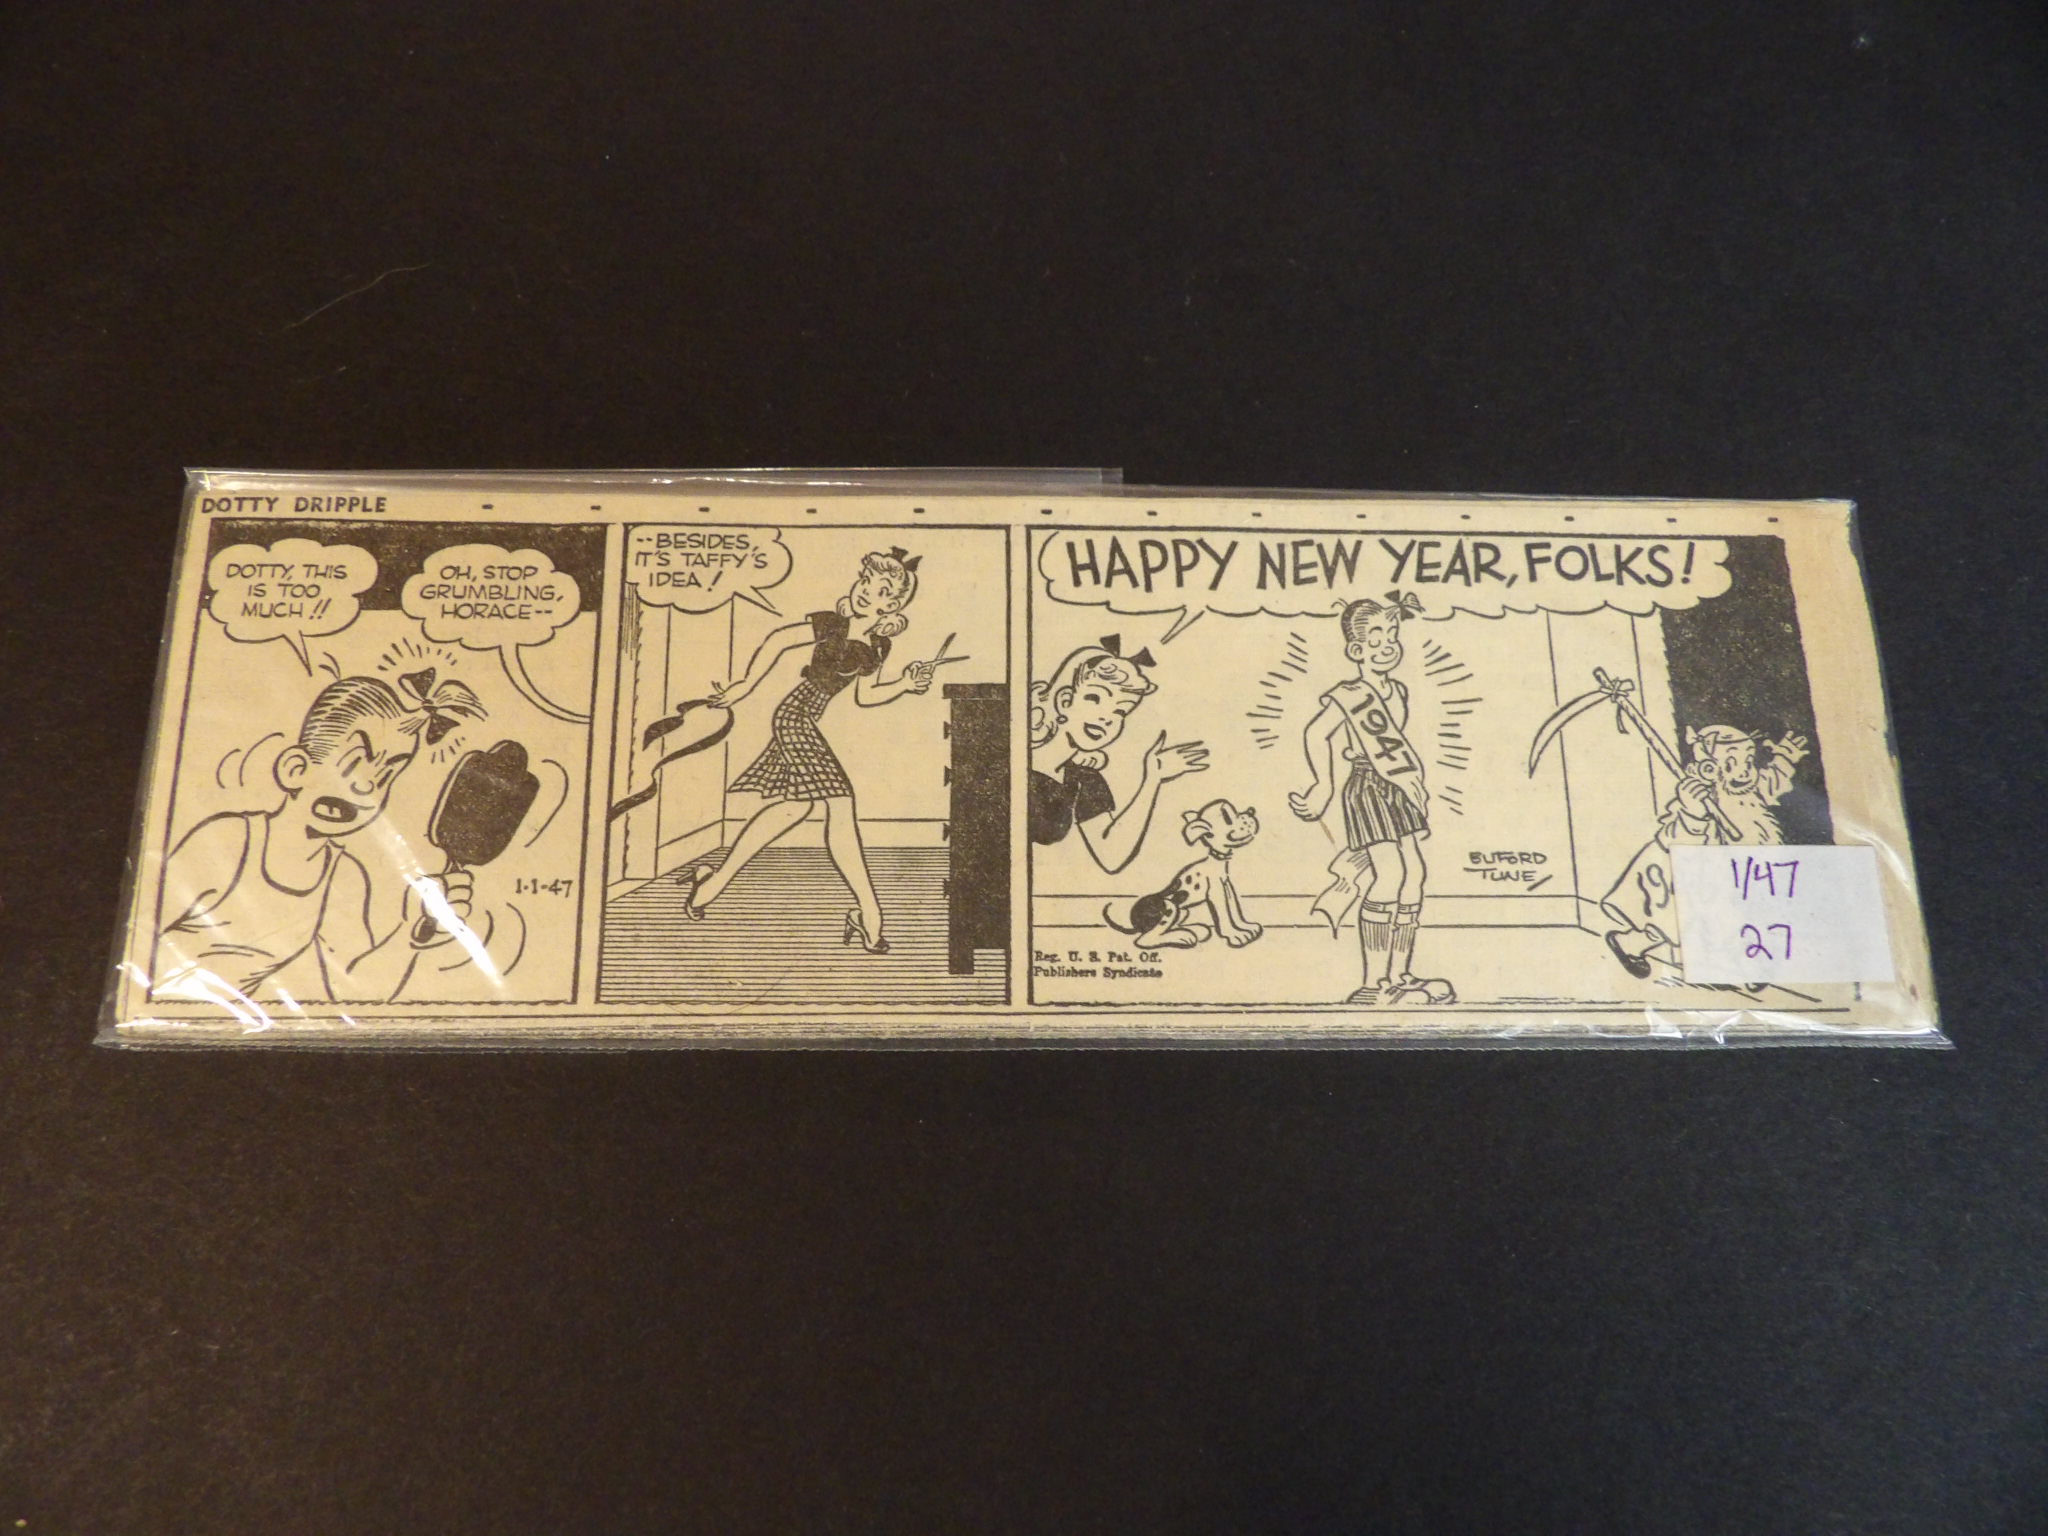 DOTTY DRIPPLE
DOTTY, THIS
IS TOO
MUCH!!
OH, STOP
GRUMBLING,
HORACE--
1-1-47
--BESIDES,
IT'S TAFFY'S
IDEA!
HAPPY NEW YEAR, FOLKS!
1947
BUFORD
TUNE
Reg. U. S. Pat. Off.
Publishers Syndicate
19
1/47
27